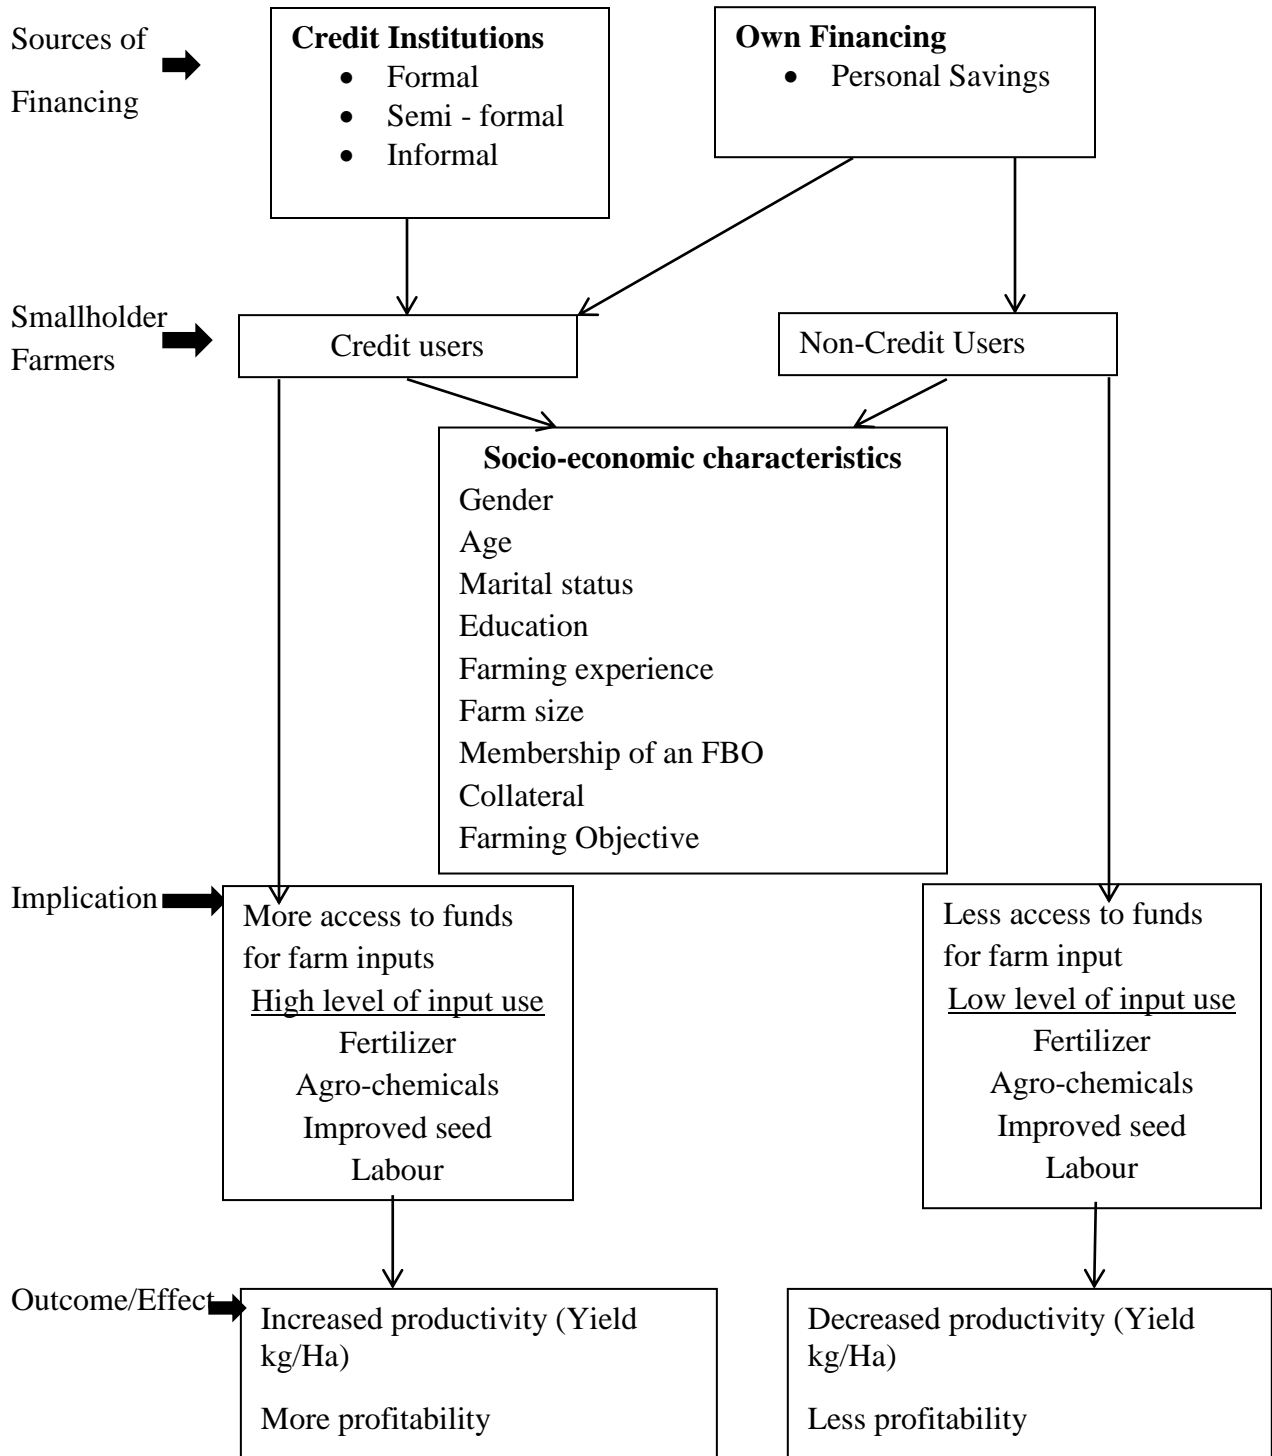 Sources of
Financing
Credit Institutions
• Formal
• Semi - formal
• Informal
Own Financing
• Personal Savings
Smallholder
Farmers
Credit users
Non-Credit Users
Socio-economic characteristics
Gender
Age
Marital status
Education
Farming experience
Farm size
Membership of an FBO
Collateral
Farming Objective
Implication
More access to funds
for farm inputs
High level of input use
Fertilizer
Agro-chemicals
Improved seed
Labour
Less access to funds
for farm input
Low level of input use
Fertilizer
Agro-chemicals
Improved seed
Labour
Outcome/Effect
Increased productivity (Yield
kg/Ha)
More profitability
Decreased productivity (Yield
kg/Ha)
Less profitability